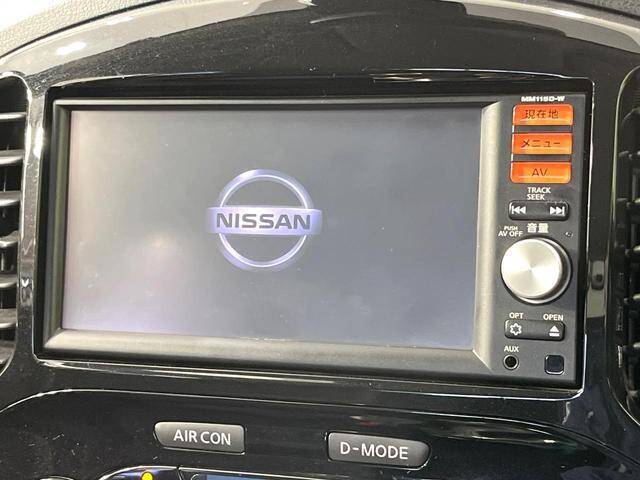 MM115D-W
現在地
メニュー
AV
TRACK
SEEK
音量
PUSH
AV OFF
NISSAN
OPT
OPEN
AUX
AIR CON
D-MODE